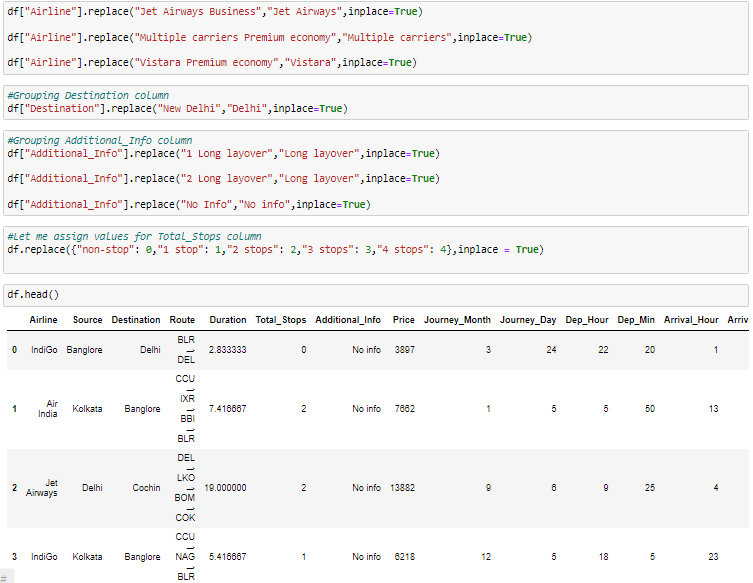 df["Airline"].replace("Jet Airways Business","Jet Airways",inplace=True)
df["Airline"].replace("Multiple carriers Premium economy","Multiple carriers",inplace=True)
df["Airline"].replace("Vistara Premium economy","Vistara",inplace=True)
#Grouping Destination column
df["Destination"].replace("New Delhi","Delhi",inplace=True)
#Grouping Additional_Info column
df["Additional_Info"].replace("1 Long layover","Long layover",inplace=True)
df["Additional_Info"].replace("2 Long layover","Long layover",inplace=True)
df["Additional_Info"].replace("No Info","No info",inplace=True)
#Let me assign values for Total_Stops column
df.replace({"non-stop": 0,"1 stop": 1,"2 stops": 2,"3 stops": 3,"4 stops": 4},inplace = True)
df.head()
Airline Source Destination Route Duration Total_Stops Additional_Info Price Journey_Month Journey_Day Dep_Hour Dep_Min Arrival_Hour Arriv
0 IndiGo Banglore Delhi BLR → DEL 2.833333 0 No info 3897 3 24 22 20 1
1 Air India Kolkata Banglore CCU → IXR → BBI → BLR 7.416667 2 No info 7662 1 5 5 50 13
2 Jet Airways Delhi Cochin DEL → LKO → BOM → COK 19.000000 2 No info 13882 9 6 9 25 4
3 IndiGo Kolkata Banglore CCU → NAG → BLR 5.416667 1 No info 6218 12 5 18 5 23
#